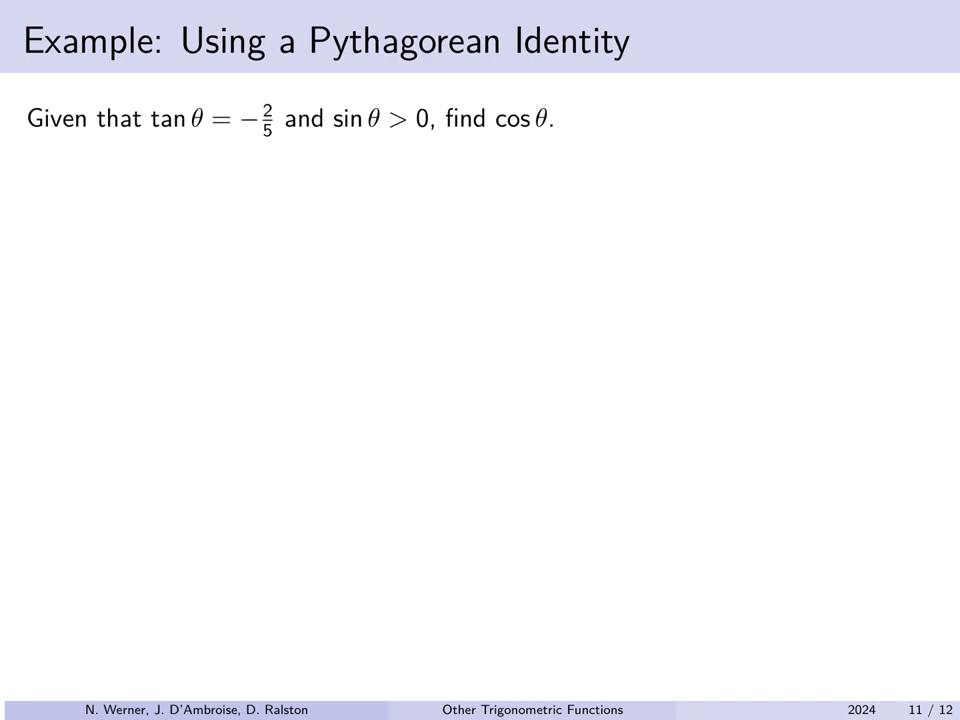 Example: Using a Pythagorean Identity
Given that tan θ = −2/5 and sin θ > 0, find cos θ.
N. Werner, J. D'Ambroise, D. Ralston Other Trigonometric Functions 2024 11 / 12